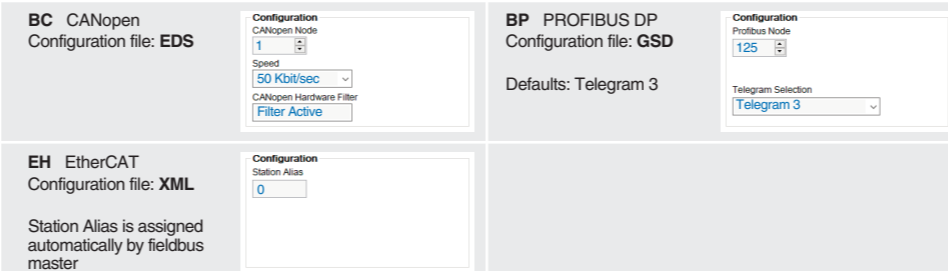 BC CANopen
Configuration file: EDS
Configuration
CANopen Node
1
Speed
50 Kbit/sec
CANopen Hardware Filter
Filter Active
BP PROFIBUS DP
Configuration file: GSD
Defaults: Telegram 3
Configuration
Profibus Node
125
Telegram Selection
Telegram 3
EH EtherCAT
Configuration file: XML
Station Alias is assigned
automatically by fieldbus
master
Configuration
Station Alias
0